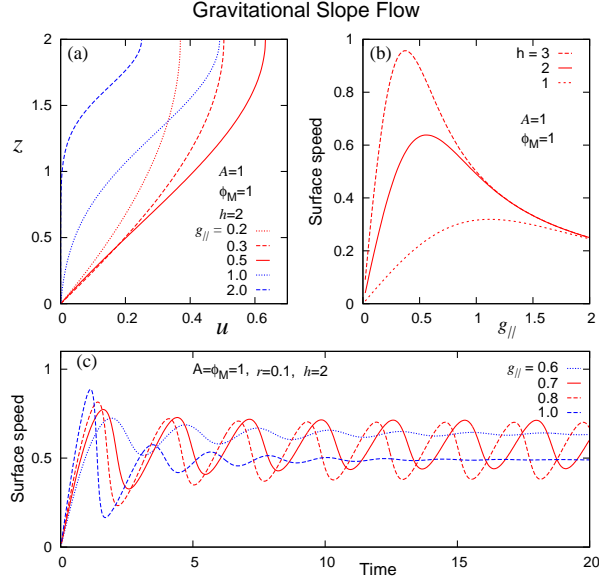 Gravitational Slope Flow
(a)
z
2
1.5
1
0.5
0
A=1
ϕM=1
h=2
g// = 0.2
0.3
0.5
1.0
2.0
0 0.2 0.4 0.6
u
(b)
Surface speed
1
0.8
0.6
0.4
0.2
0
h = 3
2
1
A=1
ϕM=1
0 0.5 1 1.5 2
g//
(c)
Surface speed
1
0.5
0
A=ϕM=1, r=0.1, h=2
g// = 0.6
0.7
0.8
1.0
0 5 10 15 20
Time